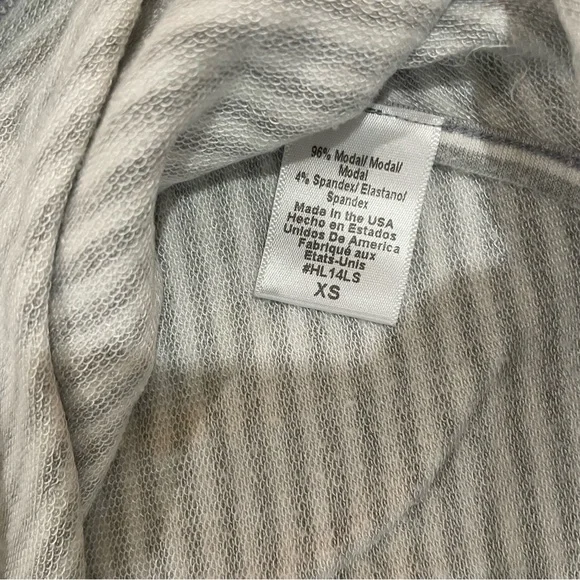 96% Modal/ Modal/
Modal
4% Spandex/ Elastano/
Spandex
Made in the USA
Hecho en Estados
Unidos De America
Fabriqué aux
États-Unis
#HL14LS
XS